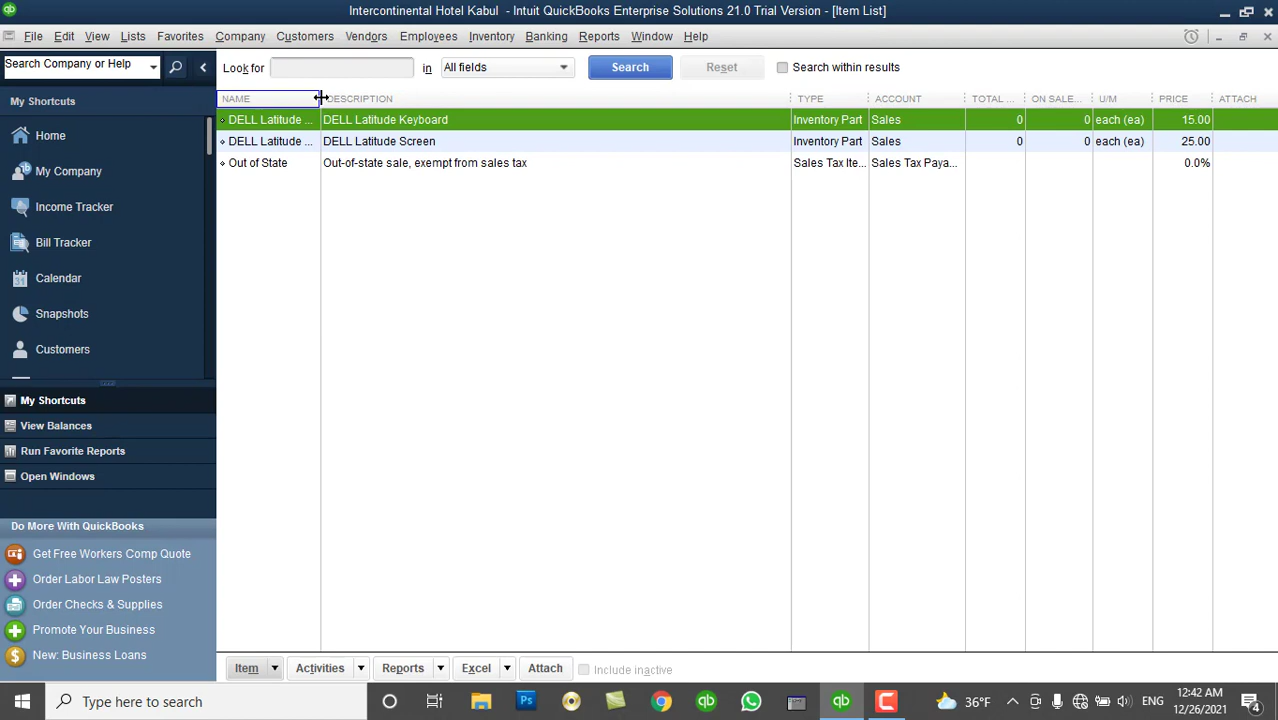 Intercontinental Hotel Kabul - Intuit QuickBooks Enterprise Solutions 21.0 Trial Version - [Item List]
File Edit View Lists Favorites Company Customers Vendors Employees Inventory Banking Reports Window Help
Search Company or Help
Look for in All fields Search Reset Search within results
My Shortcuts
NAME DESCRIPTION TYPE ACCOUNT TOTAL ... ON SALE... U/M PRICE ATTACH
DELL Latitude ... DELL Latitude Keyboard Inventory Part Sales 0 0 each (ea) 15.00
DELL Latitude ... DELL Latitude Screen Inventory Part Sales 0 0 each (ea) 25.00
Out of State Out-of-state sale, exempt from sales tax Sales Tax Ite... Sales Tax Paya... 0.0%
Home
My Company
Income Tracker
Bill Tracker
Calendar
31
Snapshots
Customers
My Shortcuts
View Balances
Run Favorite Reports
Open Windows
Do More With QuickBooks
Get Free Workers Comp Quote
Order Labor Law Posters
Order Checks & Supplies
Promote Your Business
New: Business Loans
Item Activities Reports Excel Attach Include inactive
Type here to search Ps qb qb 36°F ENG 12:42 AM
12/26/2021 4